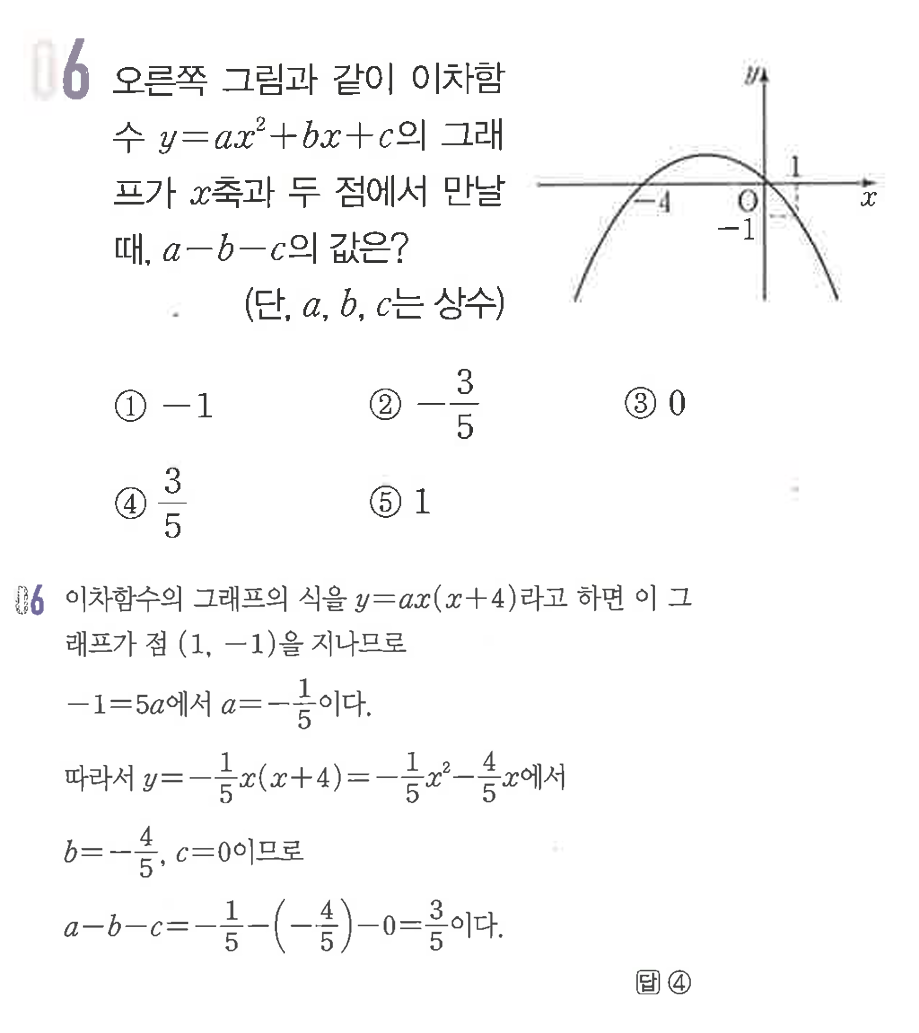 06 오른쪽 그림과 같이 이차함
수 y=ax²+bx+c의 그래
프가 x축과 두 점에서 만날
때, a-b-c의 값은?
(단, a, b, c는 상수)
y
1
-4 O x
-1
① -1 ② -3/5 ③ 0
④ 3/5 ⑤ 1
06 이차함수의 그래프의 식을 y=ax(x+4)라고 하면 이 그
래프가 점 (1, -1)을 지나므로
-1=5a에서 a=-1/5이다.
따라서 y=-1/5x(x+4)=-1/5x²-4/5x에서
b=-4/5, c=0이므로
a-b-c=-1/5-(-4/5)-0=3/5이다.
답 ④